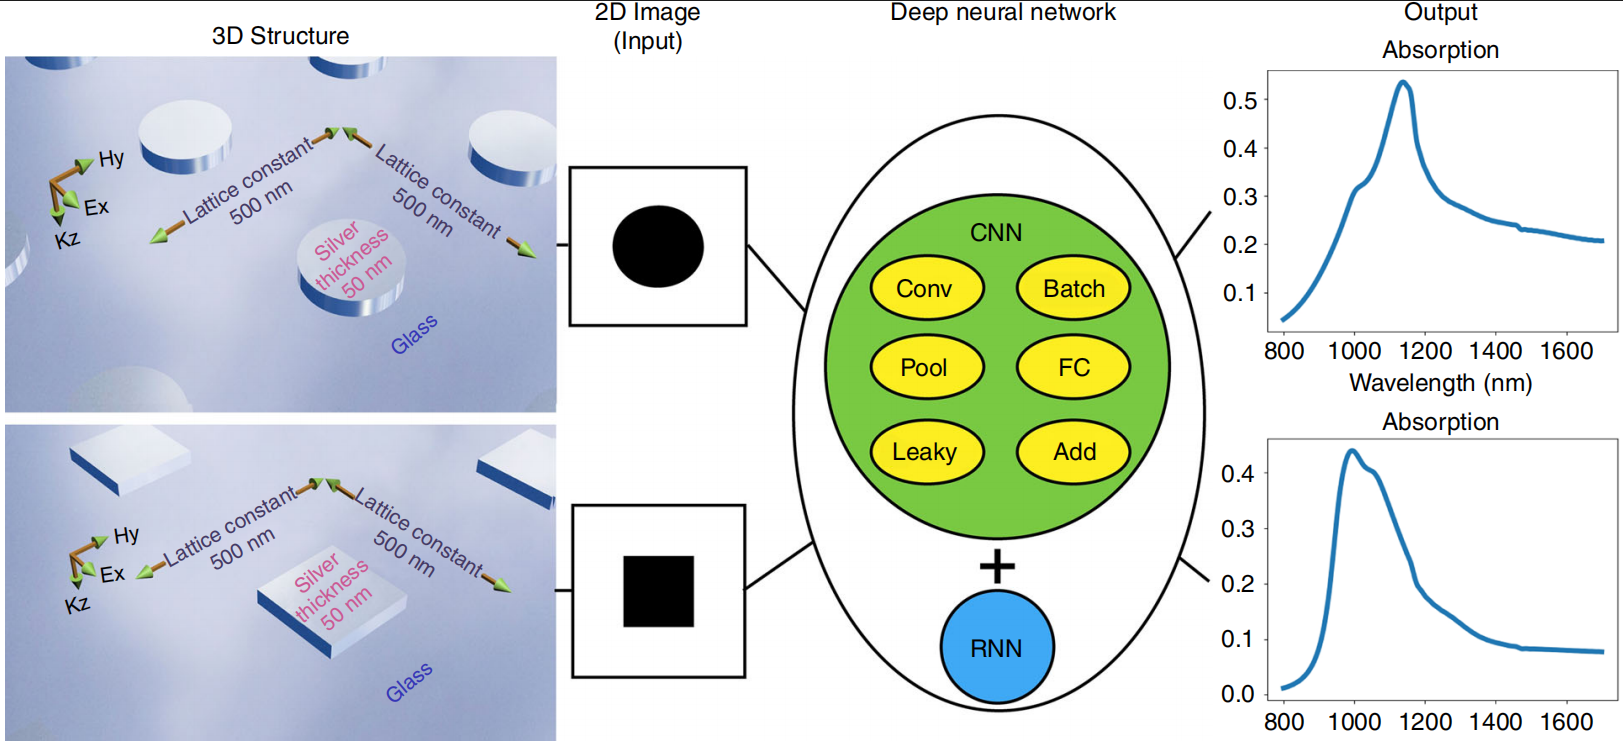 3D Structure
2D Image
(Input)
Deep neural network
Output
Hy
Ex
Kz
Lattice constant
500 nm
Lattice constant
500 nm
Silver
thickness
50 nm
Glass
Hy
Ex
Kz
Lattice constant
500 nm
Lattice constant
500 nm
Silver
thickness
50 nm
Glass
CNN
Conv
Batch
Pool
FC
Leaky
Add
+
RNN
Absorption
0.5
0.4
0.3
0.2
0.1
800 1000 1200 1400 1600
Wavelength (nm)
Absorption
0.4
0.3
0.2
0.1
0.0
800 1000 1200 1400 1600